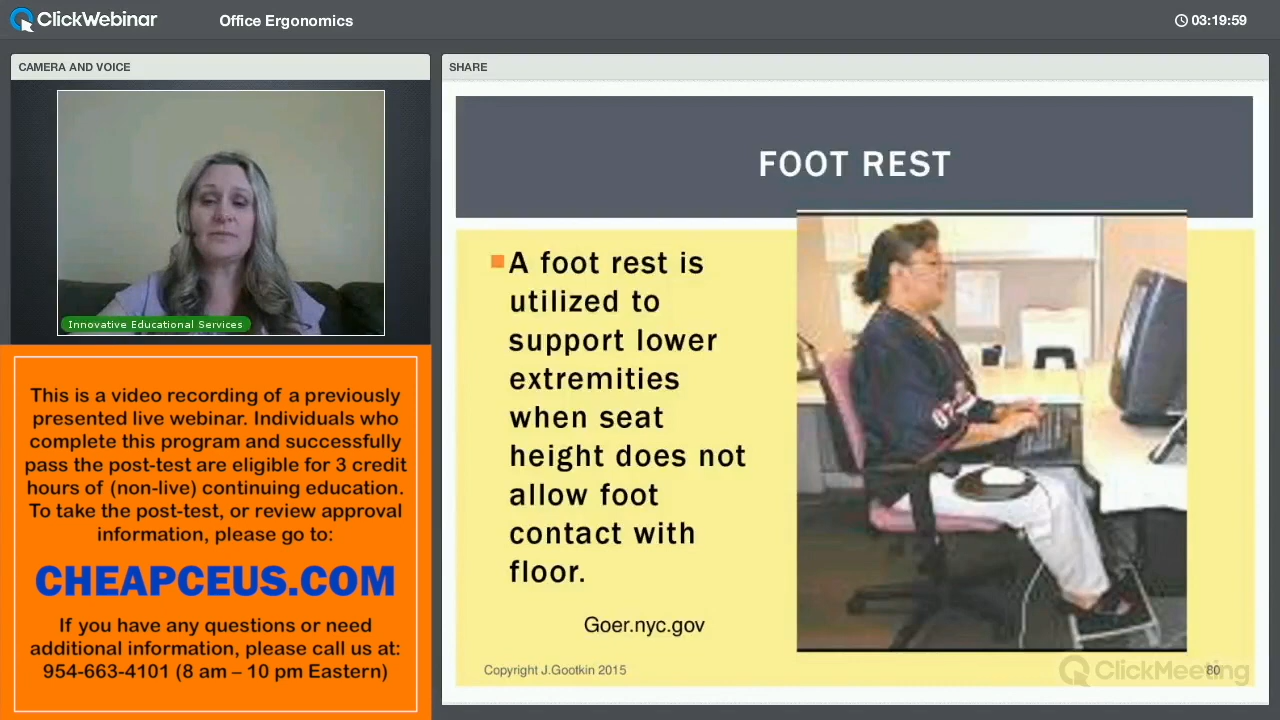 ClickWebinar
Office Ergonomics
03:19:59
CAMERA AND VOICE
SHARE
Innovative Educational Services
This is a video recording of a previously
presented live webinar. Individuals who
complete this program and successfully
pass the post-test are eligible for 3 credit
hours of (non-live) continuing education.
To take the post-test, or review approval
information, please go to:
CHEAPCEUS.COM
If you have any questions or need
additional information, please call us at:
954-663-4101 (8 am – 10 pm Eastern)
FOOT REST
A foot rest is
utilized to
support lower
extremities
when seat
height does not
allow foot
contact with
floor.
Goer.nyc.gov
Copyright J.Gootkin 2015
80
ClickMeeting